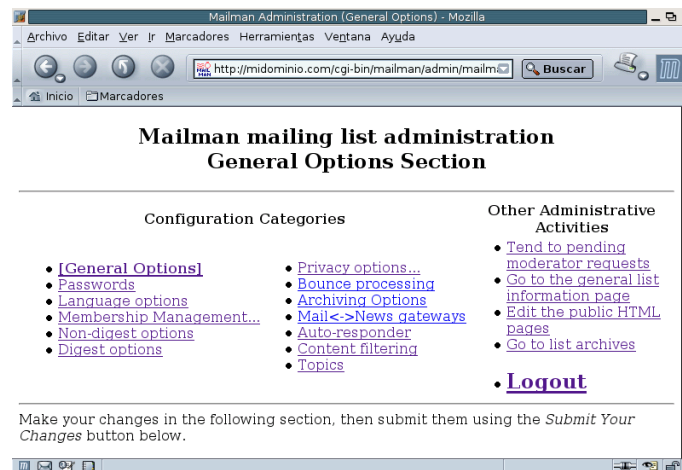 Mailman Administration (General Options) - Mozilla
Archivo Editar Ver Ir Marcadores Herramientas Ventana Ayuda
http://midominio.com/cgi-bin/mailman/admin/mailma
Buscar
Inicio Marcadores
Mailman mailing list administration
General Options Section
Configuration Categories
[General Options]
Passwords
Language options
Membership Management...
Non-digest options
Digest options
Privacy options...
Bounce processing
Archiving Options
Mail<->News gateways
Auto-responder
Content filtering
Topics
Other Administrative
Activities
Tend to pending
moderator requests
Go to the general list
information page
Edit the public HTML
pages
Go to list archives
Logout
Make your changes in the following section, then submit them using the Submit Your
Changes button below.